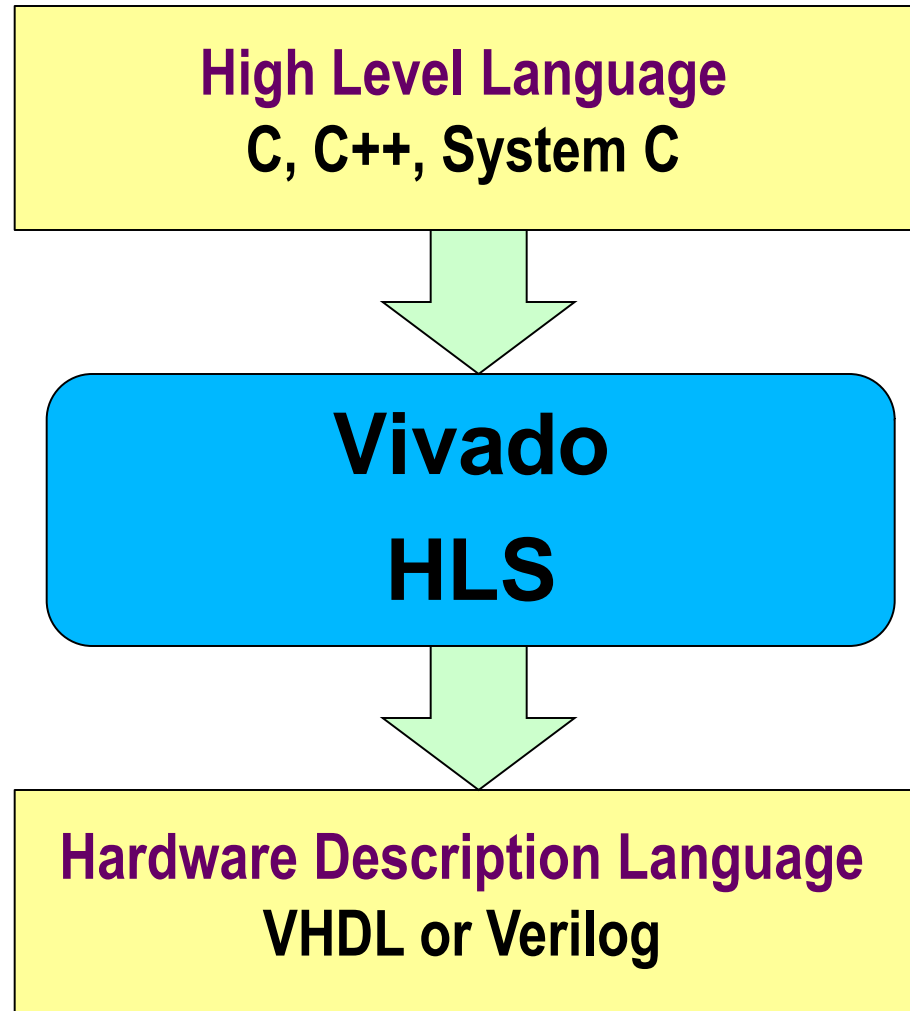 High Level Language
C, C++, System C
Vivado
HLS
Hardware Description Language
VHDL or Verilog